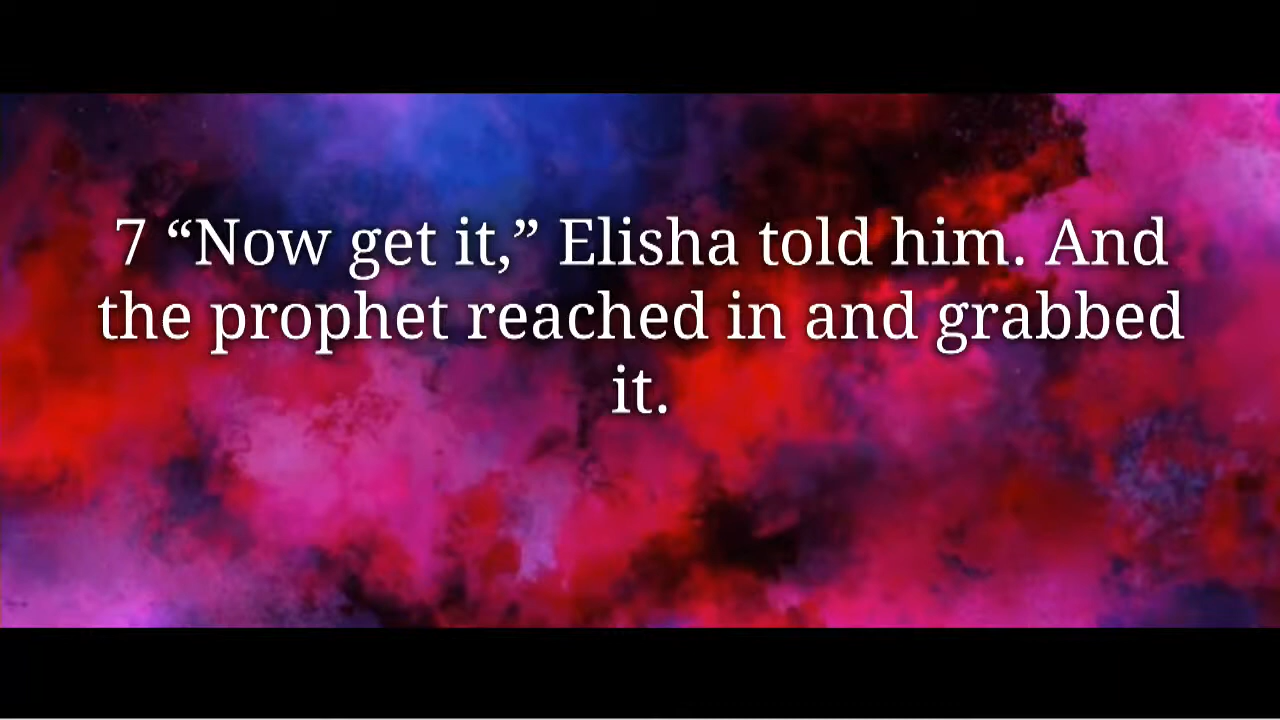 7 “Now get it,” Elisha told him. And
the prophet reached in and grabbed
it.